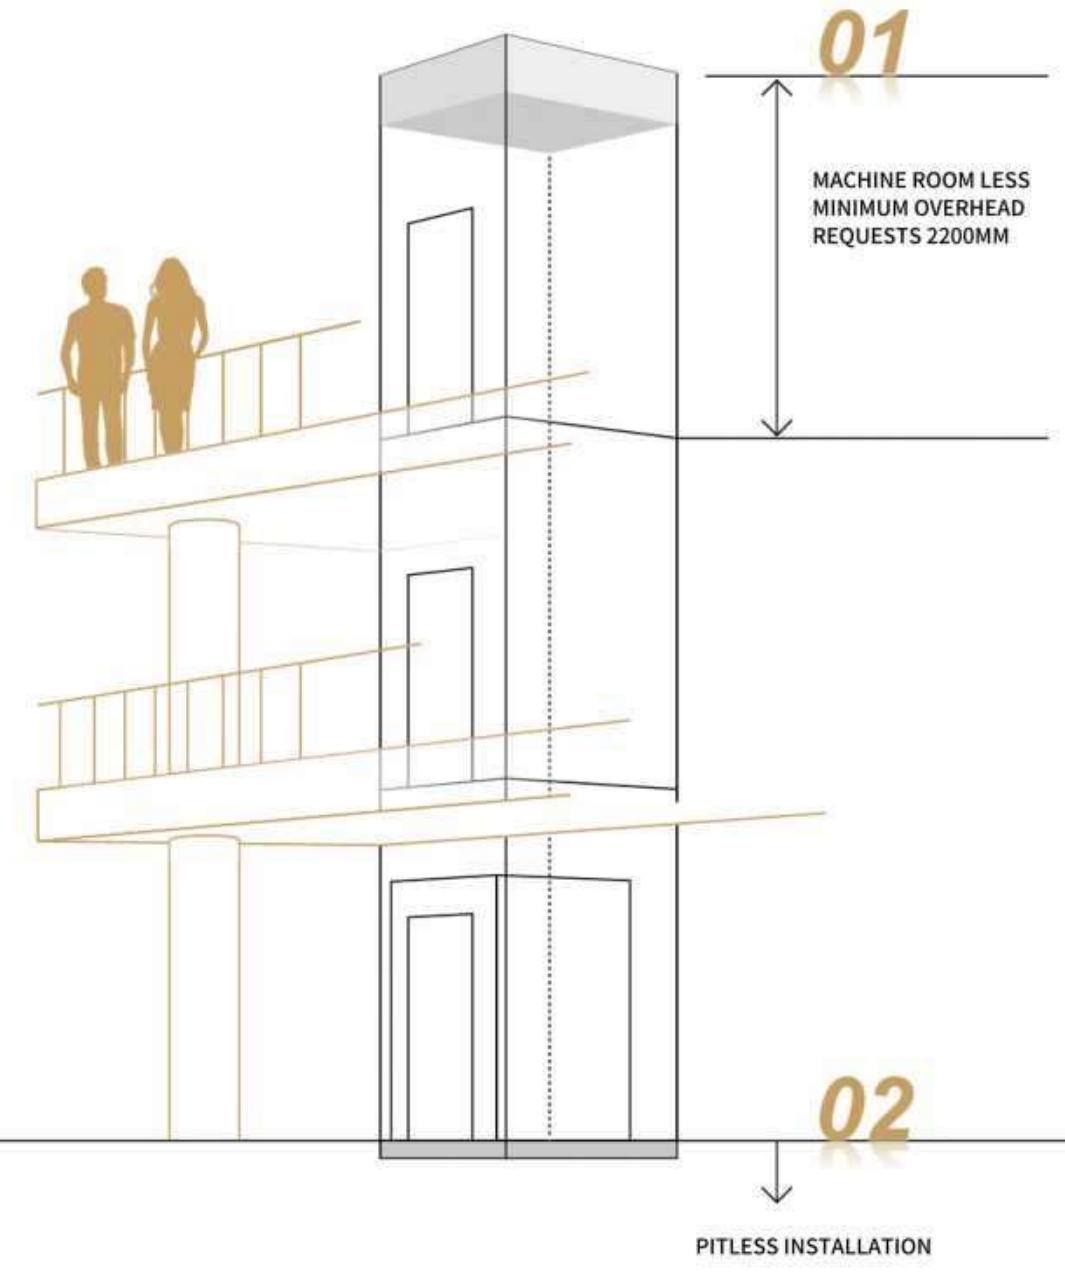 01
MACHINE ROOM LESS
MINIMUM OVERHEAD
REQUESTS 2200MM
02
PITLESS INSTALLATION